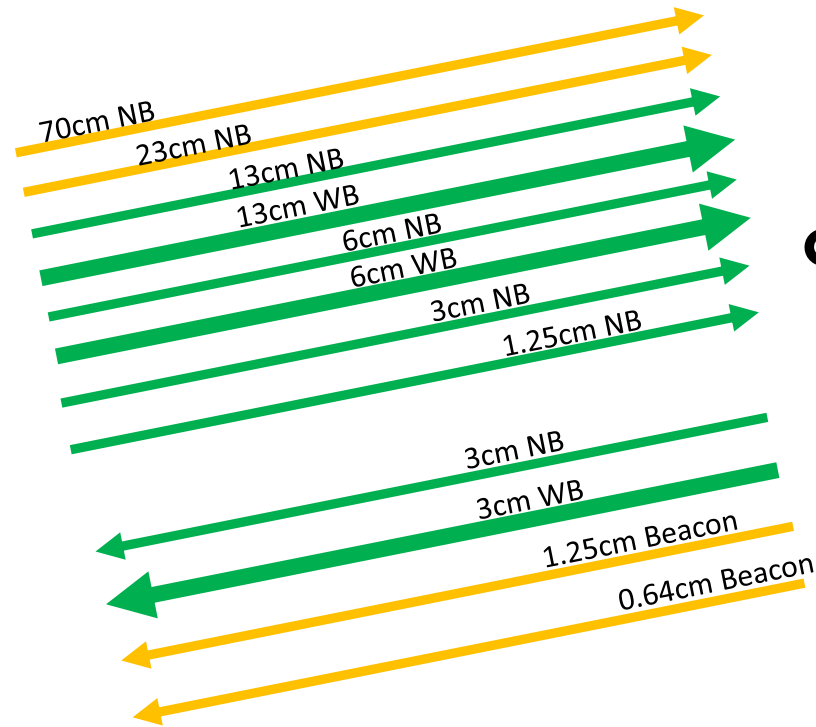 70cm NB
23cm NB
13cm NB
13cm WB
6cm NB
6cm WB
3cm NB
1.25cm NB
3cm NB
3cm WB
1.25cm Beacon
0.64cm Beacon